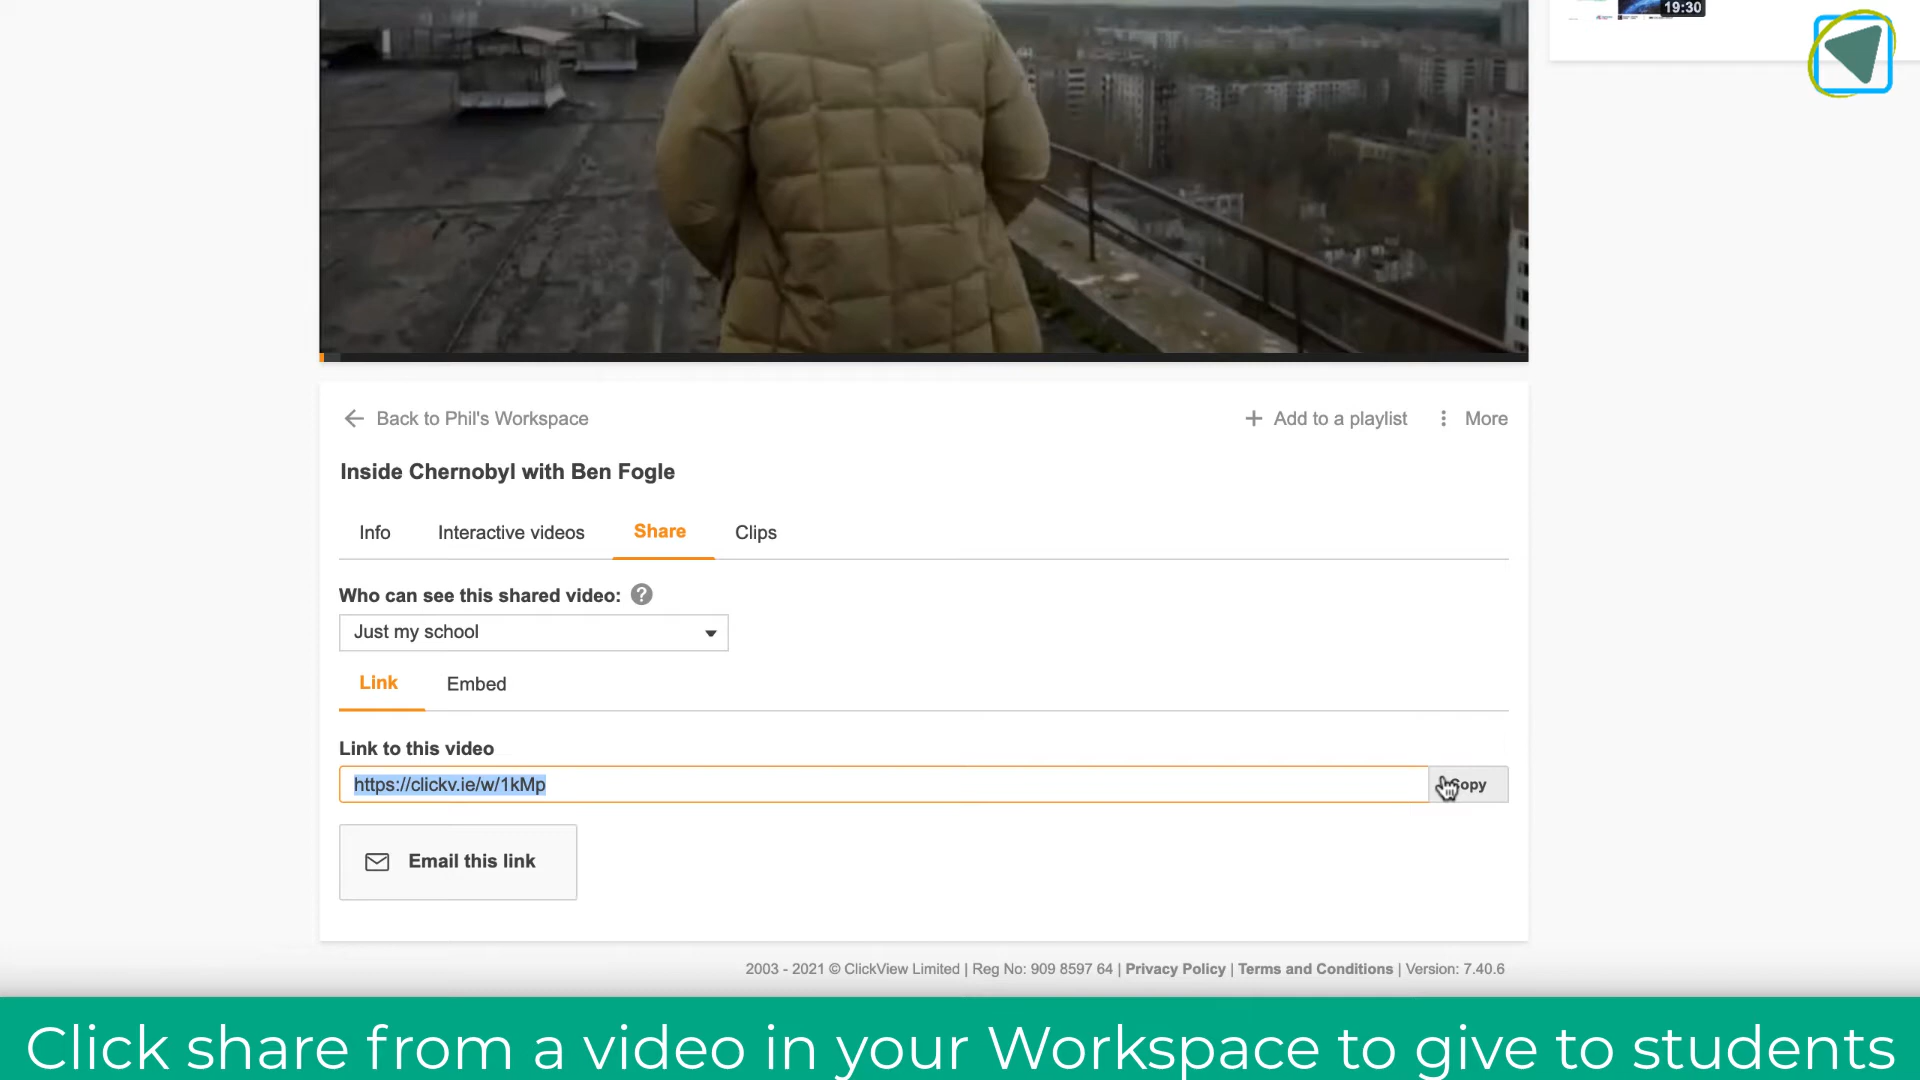 19:30
Back to Phil's Workspace
Add to a playlist
More
Inside Chernobyl with Ben Fogle
Info
Interactive videos
Share
Clips
Who can see this shared video: ?
Just my school
Link
Embed
Link to this video
https://clickv.ie/w/1kMp
Copy
Email this link
2003 - 2021 © ClickView Limited | Reg No: 909 8597 64 | Privacy Policy | Terms and Conditions | Version: 7.40.6
Click share from a video in your Workspace to give to students